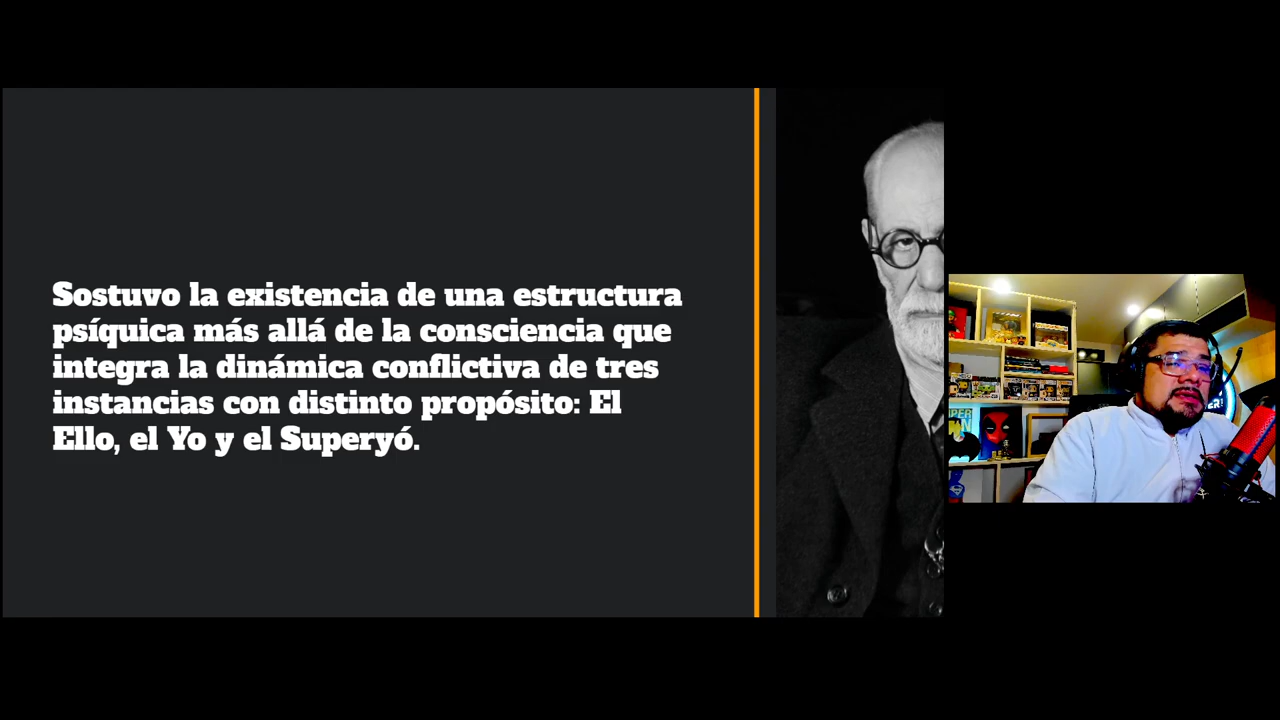 Sostuvo la existencia de una estructura
psíquica más allá de la consciencia que
integra la dinámica conflictiva de tres
instancias con distinto propósito: El
Ello, el Yo y el Superyó.